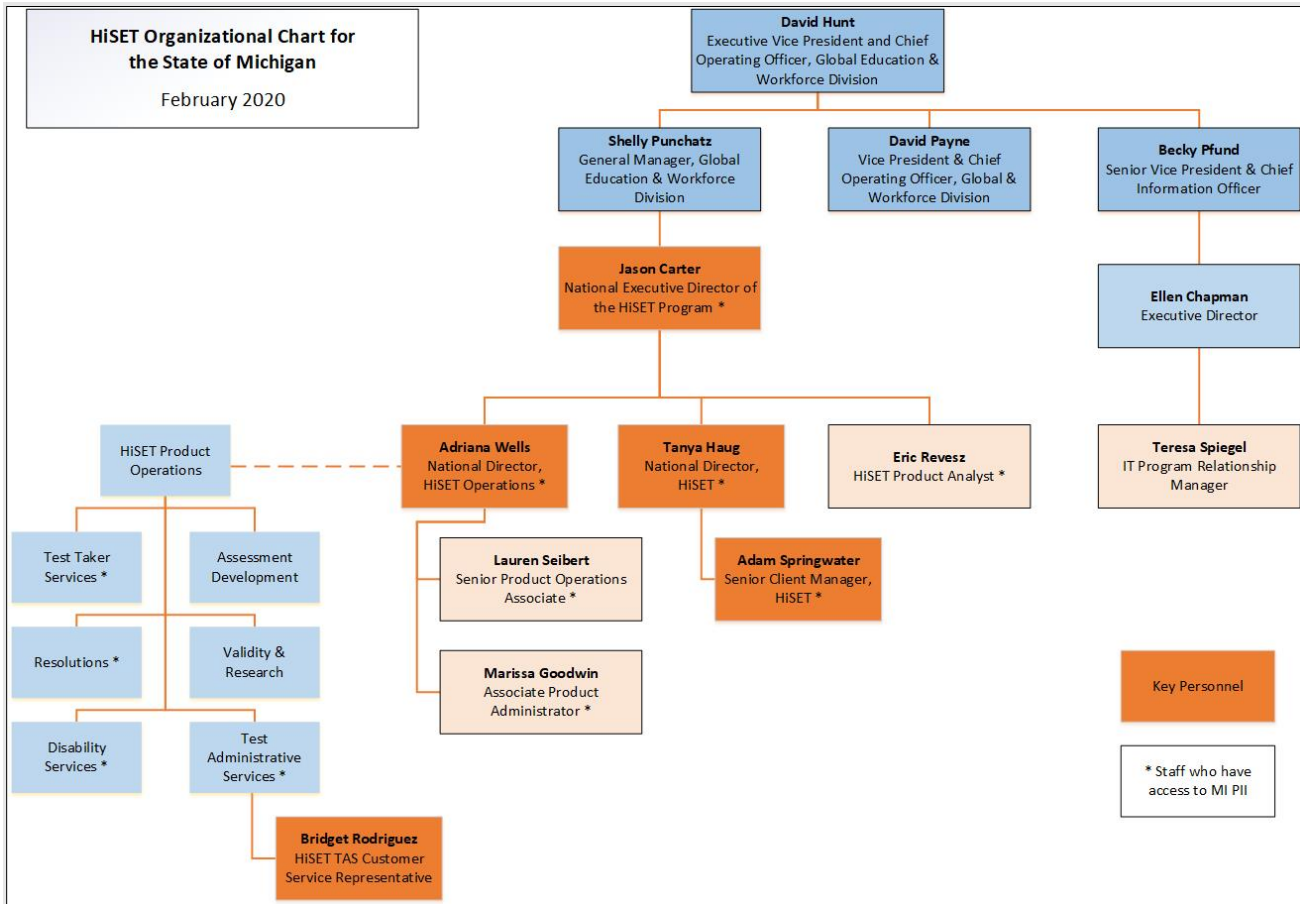 HiSET Organizational Chart for
the State of Michigan
February 2020
David Hunt
Executive Vice President and Chief
Operating Officer, Global Education &
Workforce Division
Shelly Punchatz
General Manager, Global
Education & Workforce
Division
David Payne
Vice President & Chief
Operating Officer, Global &
Workforce Division
Becky Pfund
Senior Vice President & Chief
Information Officer
Jason Carter
National Executive Director of
the HiSET Program *
Ellen Chapman
Executive Director
HiSET Product
Operations
Adriana Wells
National Director,
HiSET Operations *
Tanya Haug
National Director,
HiSET *
Eric Revesz
HiSET Product Analyst *
Teresa Spiegel
IT Program Relationship
Manager
Test Taker
Services *
Assessment
Development
Lauren Seibert
Senior Product Operations
Associate *
Adam Springwater
Senior Client Manager,
HiSET *
Resolutions *
Validity &
Research
Marissa Goodwin
Associate Product
Administrator *
Key Personnel
Disability
Services *
Test
Administrative
Services *
* Staff who have
access to MI PII
Bridget Rodriguez
HiSET TAS Customer
Service Representative